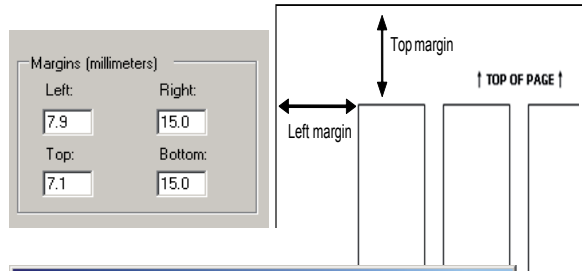 Margins (millimeters)
Left: Right:
7.9 15.0
Top: Bottom:
7.1 15.0
Top margin
↑ TOP OF PAGE ↑
Left margin